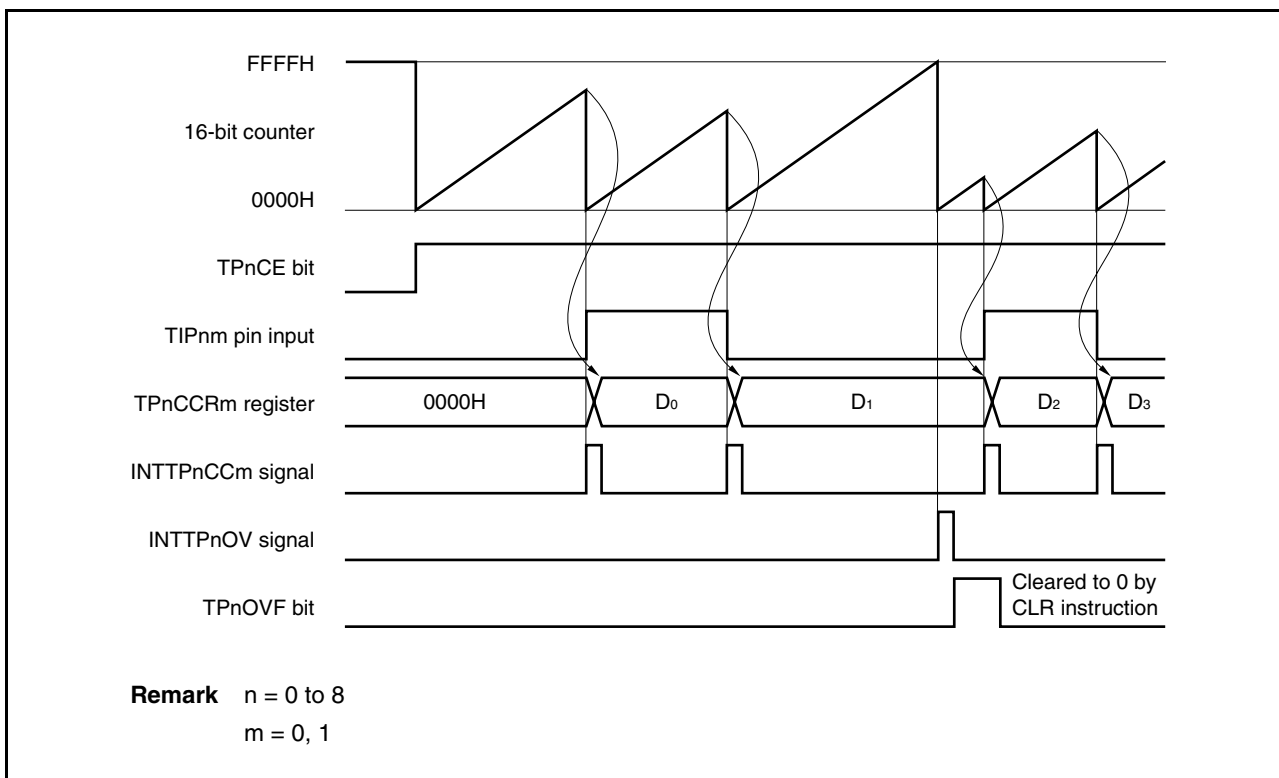 FFFFH
16-bit counter
0000H
TPnCE bit
TIPnm pin input
TPnCCRm register
0000H
D0
D1
D2
D3
INTTPnCCm signal
INTTPnOV signal
TPnOVF bit
Cleared to 0 by
CLR instruction
Remark n = 0 to 8
m = 0, 1